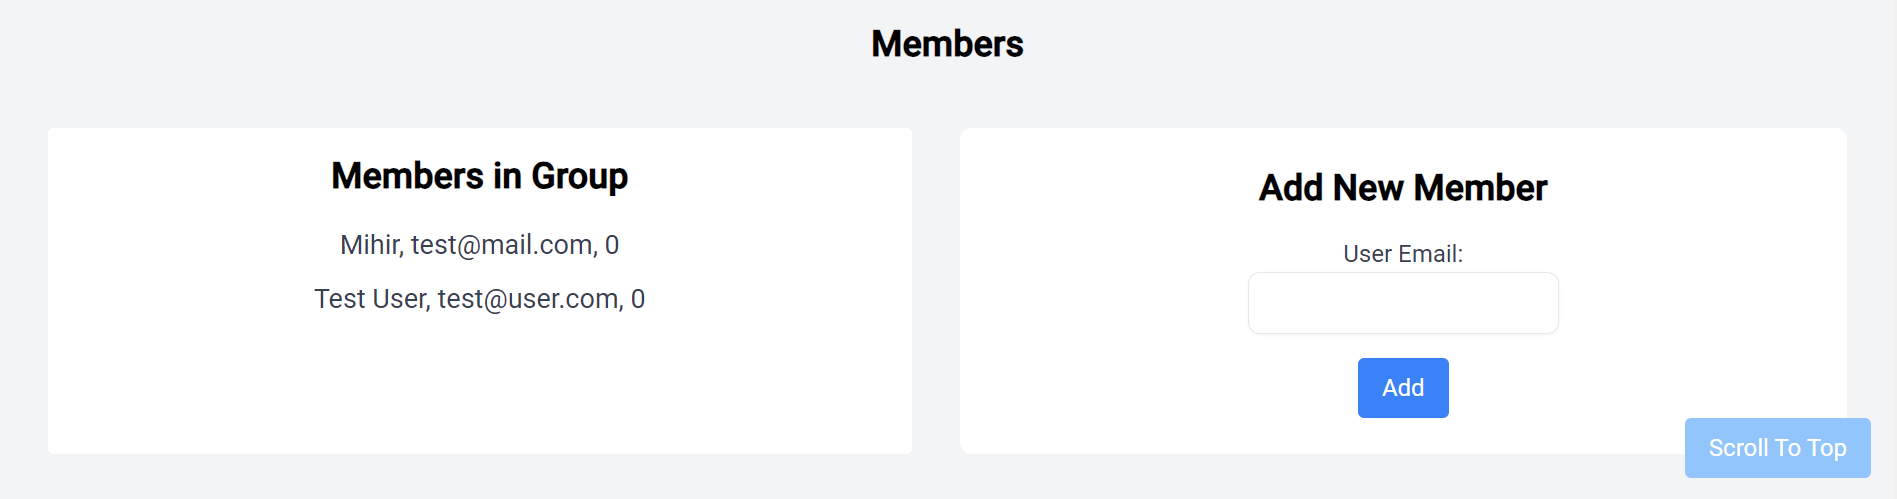 Members
Members in Group
Mihir, test@mail.com, 0
Test User, test@user.com, 0
Add New Member
User Email:
Add
Scroll To Top